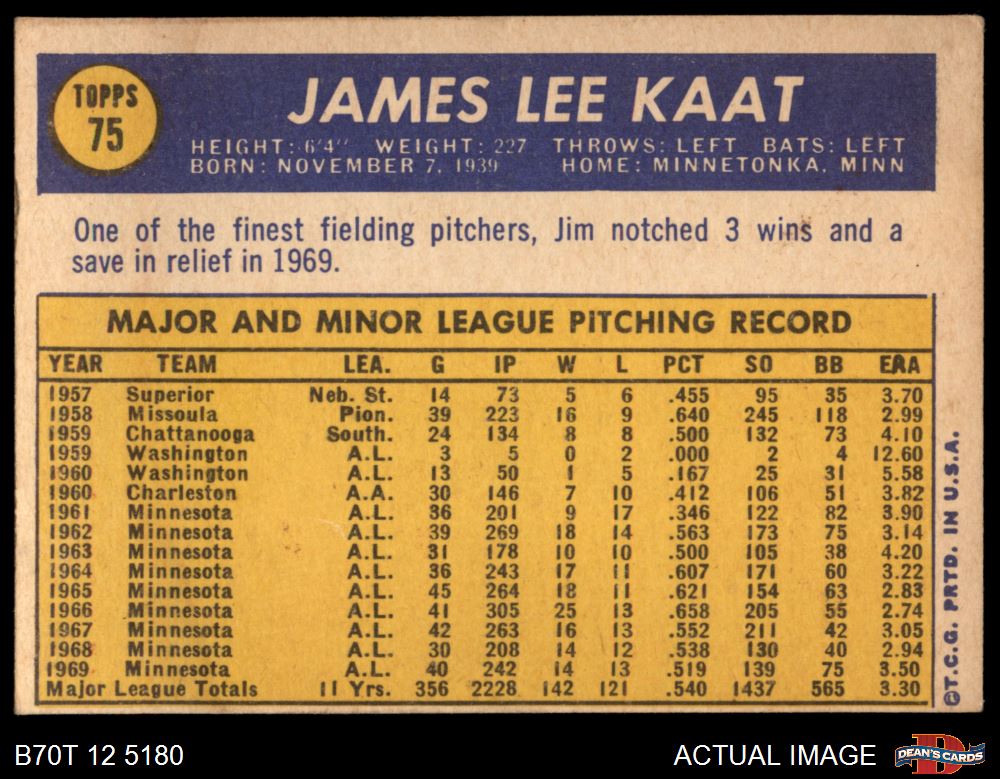 TOPPS
75
JAMES LEE KAAT
HEIGHT: 6'4" WEIGHT: 227 THROWS: LEFT BATS: LEFT
BORN: NOVEMBER 7, 1939 HOME: MINNETONKA, MINN
One of the finest fielding pitchers, Jim notched 3 wins and a
save in relief in 1969.
MAJOR AND MINOR LEAGUE PITCHING RECORD
YEAR TEAM LEA. G IP W L PCT SO BB ERA
1957 Superior Neb. St. 14 73 5 6 .455 95 35 3.70
1958 Missoula Pion. 39 223 16 9 .640 245 118 2.99
1959 Chattanooga South. 24 134 8 8 .500 132 73 4.10
1959 Washington A.L. 3 5 0 2 .000 2 4 12.60
1960 Washington A.L. 13 50 1 5 .167 25 31 5.58
1960 Charleston A.A. 30 146 7 10 .412 106 51 3.82
1961 Minnesota A.L. 36 201 9 17 .346 122 82 3.90
1962 Minnesota A.L. 39 269 18 14 .563 173 75 3.14
1963 Minnesota A.L. 31 178 10 10 .500 105 38 4.20
1964 Minnesota A.L. 36 243 17 11 .607 171 60 3.22
1965 Minnesota A.L. 45 264 18 11 .621 154 63 2.83
1966 Minnesota A.L. 41 305 25 13 .658 205 55 2.74
1967 Minnesota A.L. 42 263 16 13 .552 211 42 3.05
1968 Minnesota A.L. 30 208 14 12 .538 130 40 2.94
1969 Minnesota A.L. 40 242 14 13 .519 139 75 3.50
Major League Totals 11 Yrs. 356 2228 142 121 .540 1437 565 3.30
©T.C.G. PRTD. IN U.S.A.
B70T 12 5180
ACTUAL IMAGE
D
DEAN'S CARDS